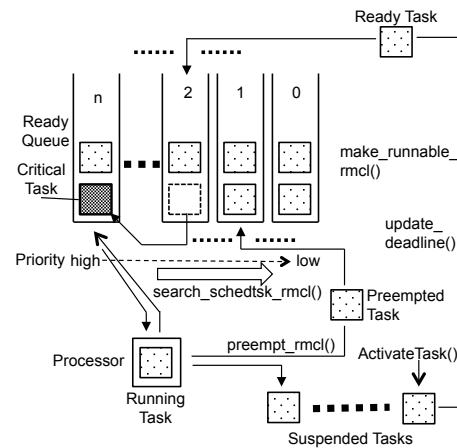 Ready Task
n
2
1
0
Ready
Queue
Critical
Task
make_runnable_
rmcl()
update_
deadline()
Priority high
low
search_schedtsk_rmcl()
Preempted
Task
preempt_rmcl()
Processor
Running
Task
ActivateTask()
Suspended Tasks